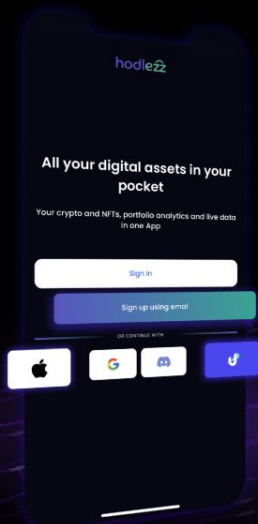 hodlezz
All your digital assets in your
pocket
Your crypto and NFTs, portfolio analytics and live data
in one App
Sign in
Sign up using email
OR CONTINUE WITH